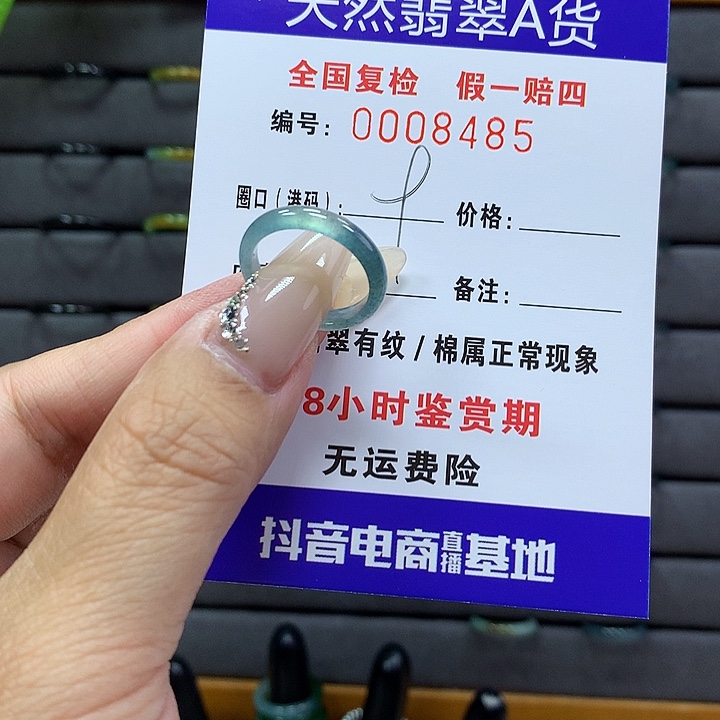 天然翡翠A货
全国复检 假一赔四
编号: 0008485
圈口（港码）: 价格:
备注:
翠有纹/棉属正常现象
8小时鉴赏期
无运费险
抖音电商直播基地